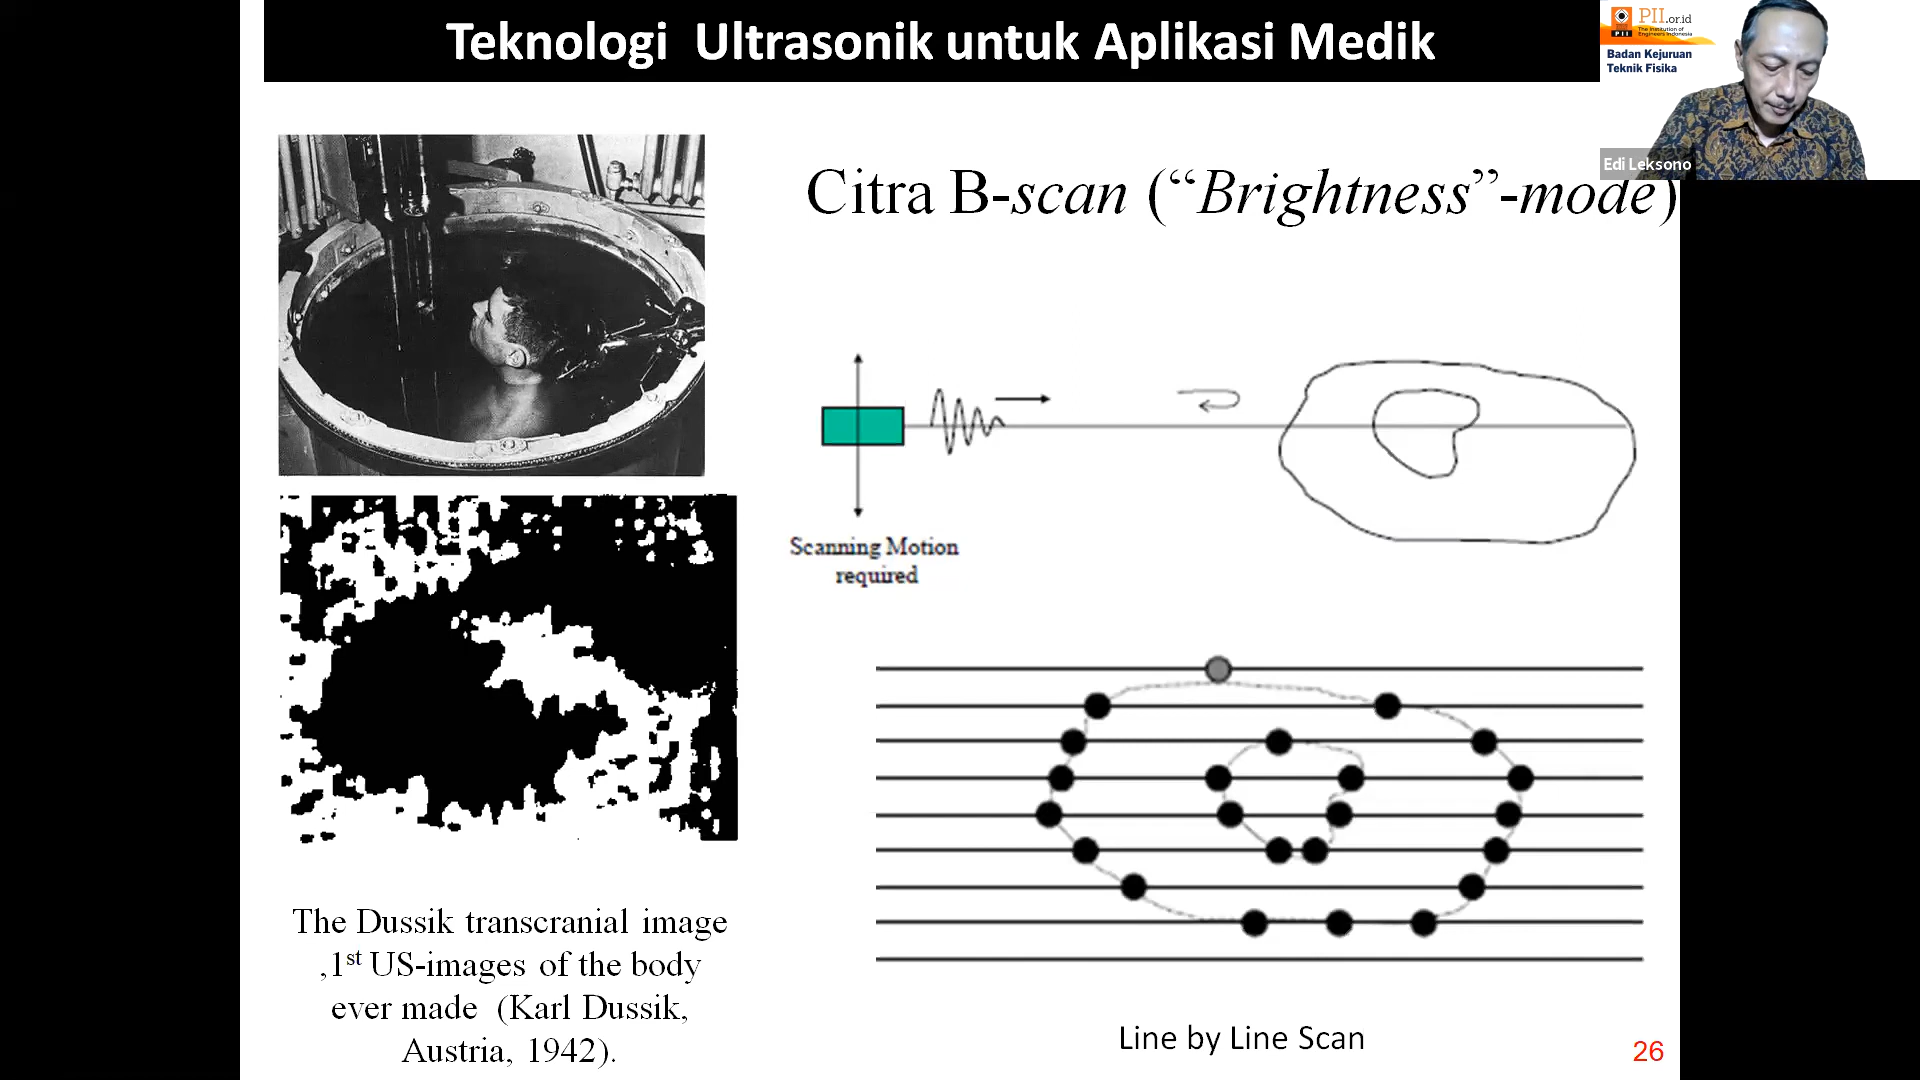 Teknologi  Ultrasonik untuk Aplikasi Medik
PII.or.id
The Institution of
Engineers Indonesia
PII
Badan Kejuruan
Teknik Fisika
Edi Leksono
Citra B-scan (“Brightness”-mode)
Scanning Motion
required
The Dussik transcranial image
,1st US-images of the body
ever made (Karl Dussik,
Austria, 1942).
Line by Line Scan
26